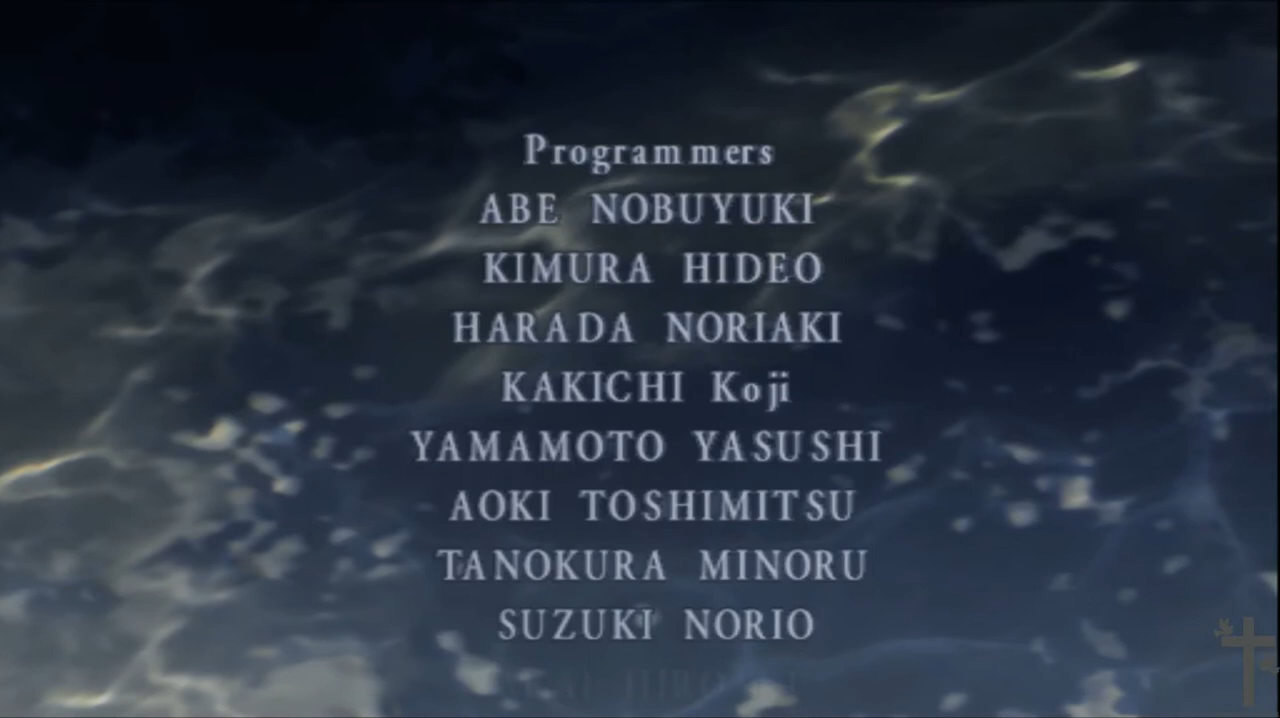 Programmers
ABE NOBUYUKI
KIMURA HIDEO
HARADA NORIAKI
KAKICHI Koji
YAMAMOTO YASUSHI
AOKI TOSHIMITSU
TANOKURA MINORU
SUZUKI NORIO